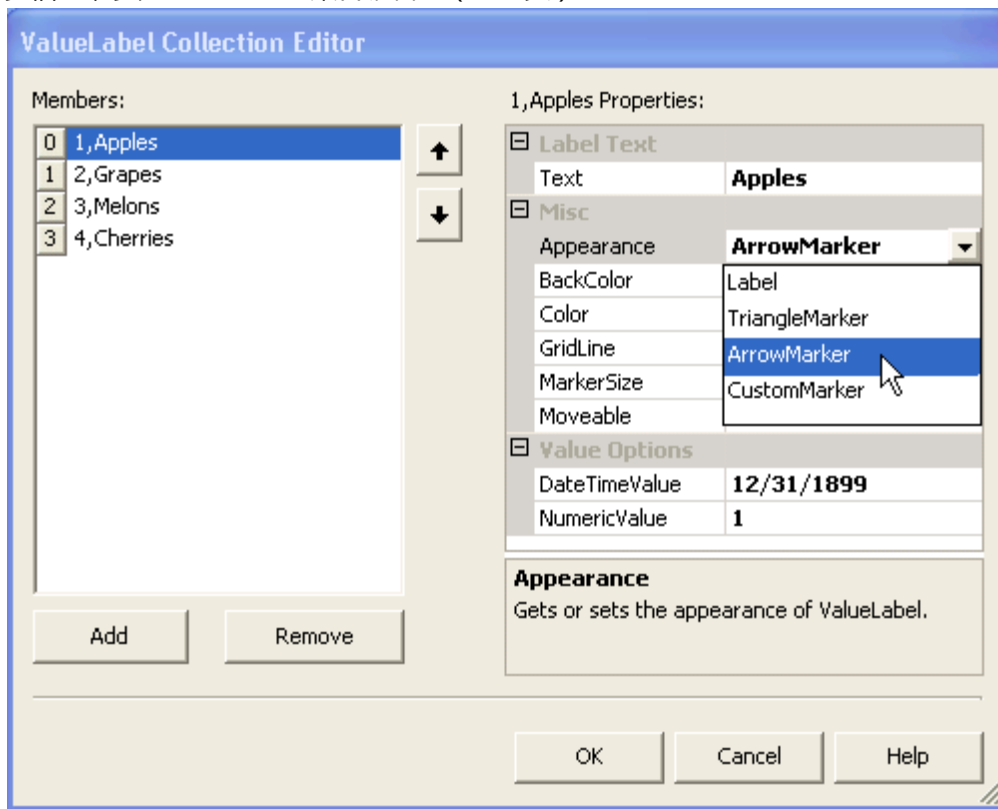 ValueLabel Collection Editor
Members:
0 1,Apples
1 2,Grapes
2 3,Melons
3 4,Cherries
Add
Remove
1,Apples Properties:
Label Text
Text Apples
Misc
Appearance ArrowMarker
BackColor
Color
GridLine
MarkerSize
Moveable
Label
TriangleMarker
ArrowMarker
CustomMarker
Value Options
DateTimeValue 12/31/1899
NumericValue 1
Appearance
Gets or sets the appearance of ValueLabel.
OK
Cancel
Help